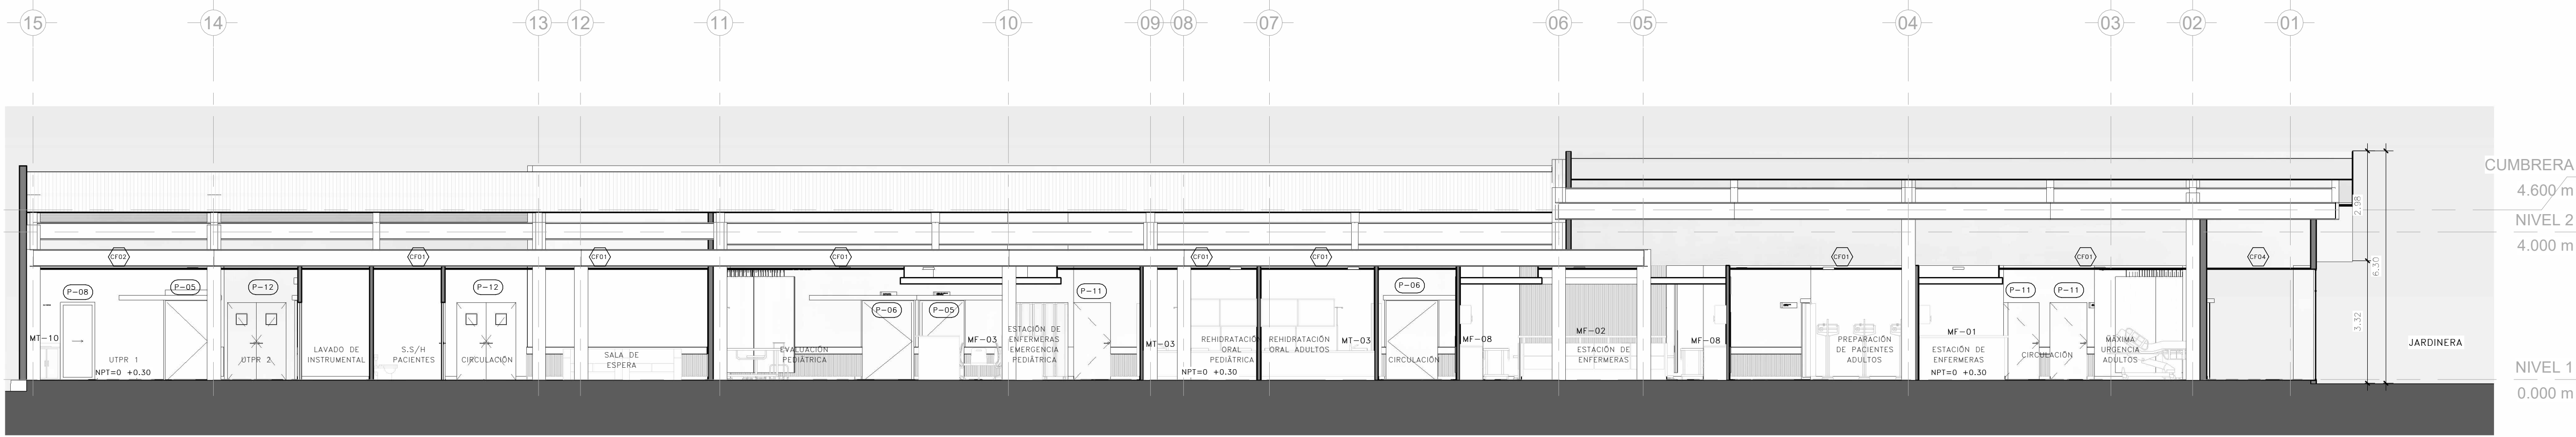 15
14
13
12
11
10
09
08
07
06
05
04
03
02
01
CUMBRERA
4.600 m
2.98
NIVEL 2
4.000 m
6.30
3.32
JARDINERA
NIVEL 1
0.000 m
CF02
CF01
CF01
CF01
CF01
CF01
CF01
CF01
CF04
P-08
P-05
P-12
P-12
P-06
P-05
P-11
P-06
P-11
P-11
MT-10
UTPR 1
NPT=0 +0.30
UTPR 2
LAVADO DE
INSTRUMENTAL
S.S/H
PACIENTES
CIRCULACIÓN
SALA DE
ESPERA
EVALUACIÓN
PEDIÁTRICA
MF-03
ESTACIÓN DE
ENFERMERAS
EMERGENCIA
PEDIÁTRICA
MT-03
REHIDRATACIÓN
ORAL
PEDIÁTRICA
NPT=0 +0.30
REHIDRATACIÓN
ORAL ADULTOS
MT-03
CIRCULACIÓN
MF-08
MF-02
ESTACIÓN DE
ENFERMERAS
MF-08
PREPARACIÓN
DE PACIENTES
ADULTOS
MF-01
ESTACIÓN DE
ENFERMERAS
NPT=0 +0.30
CIRCULACIÓN
MÁXIMA
URGENCIA
ADULTOS